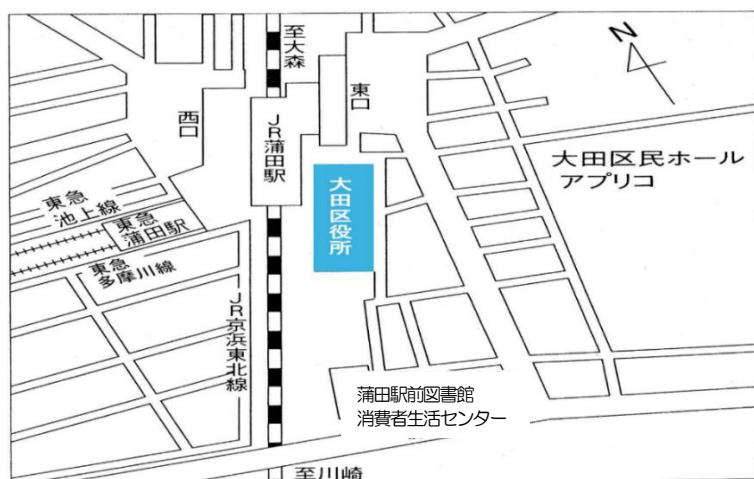 至大森
N
東口
西口
JR蒲田駅
大田区民ホール
アプリコ
大田区役所
東急
池上線
東急
蒲田駅
東急
多摩川線
JR京浜東北線
蒲田駅前図書館
消費者生活センター
至川崎